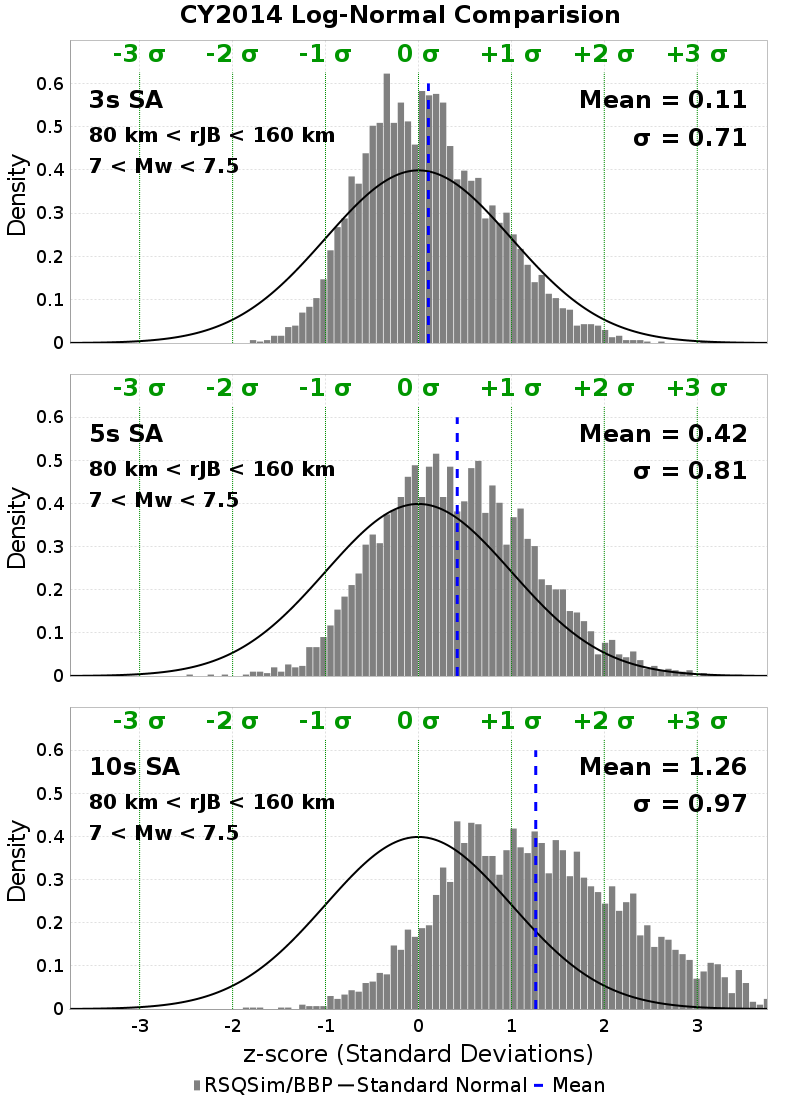 CY2014 Log-Normal Comparision
-3 σ -2 σ -1 σ 0 σ +1 σ +2 σ +3 σ
0.6
3s SA
Mean = 0.11
0.5
80 km < rJB < 160 km
σ = 0.71
7 < Mw < 7.5
0.4
0.3
0.2
0.1
0
Density
-3 σ -2 σ -1 σ 0 σ +1 σ +2 σ +3 σ
0.6
5s SA
Mean = 0.42
0.5
80 km < rJB < 160 km
σ = 0.81
7 < Mw < 7.5
0.4
0.3
0.2
0.1
0
Density
-3 σ -2 σ -1 σ 0 σ +1 σ +2 σ +3 σ
0.6
10s SA
Mean = 1.26
0.5
80 km < rJB < 160 km
σ = 0.97
7 < Mw < 7.5
0.4
0.3
0.2
0.1
0
Density
-3 -2 -1 0 1 2 3
z-score (Standard Deviations)
RSQSim/BBP Standard Normal Mean